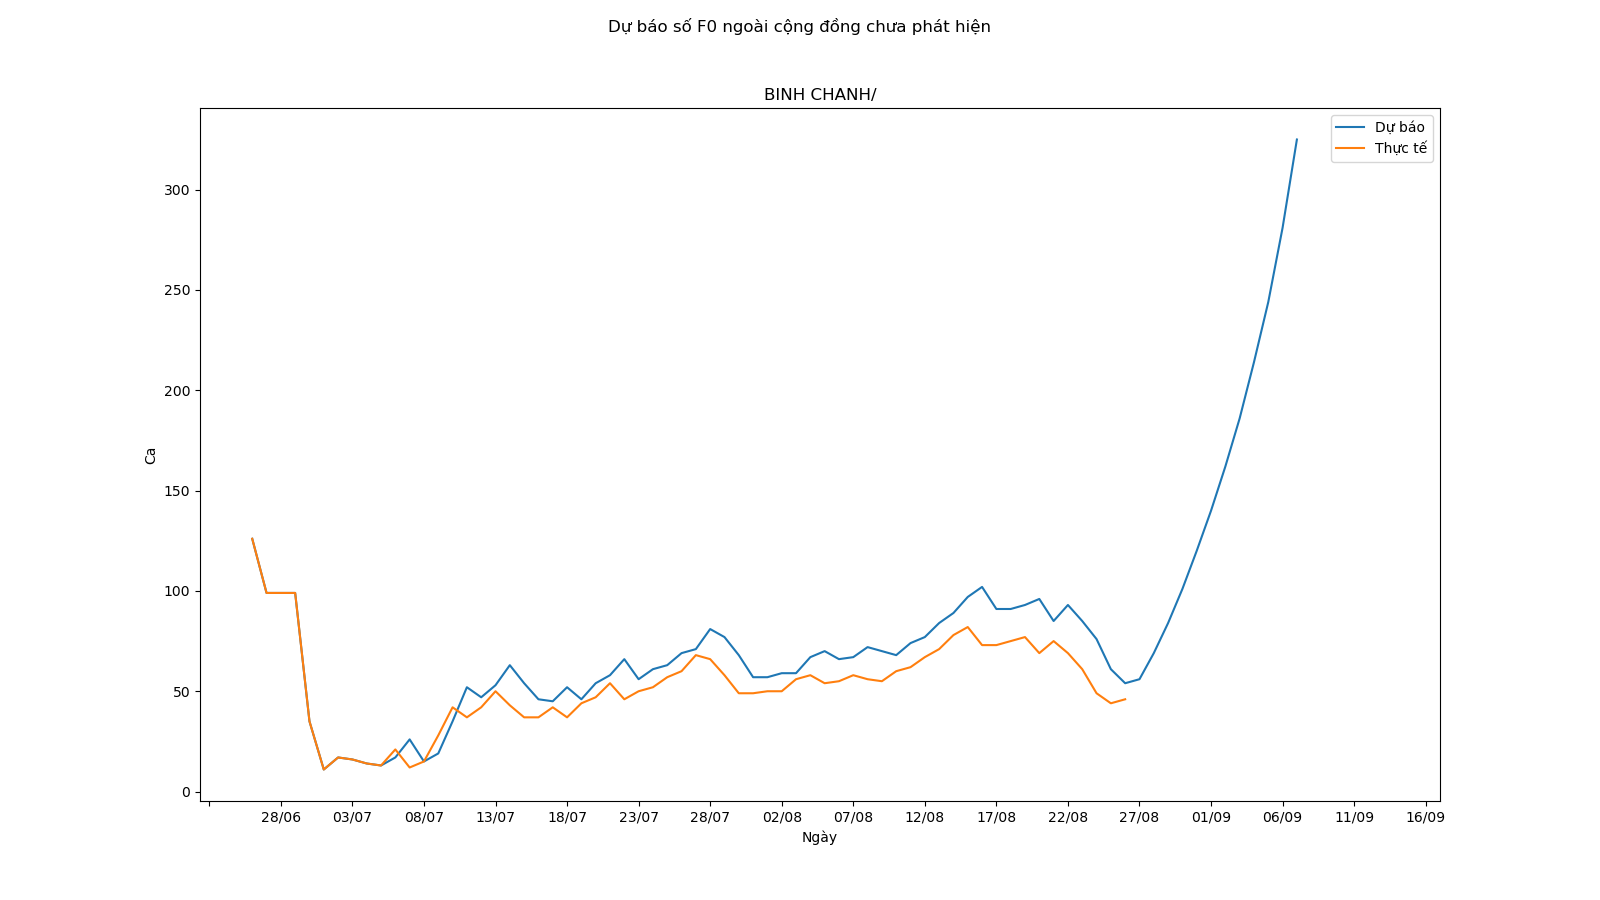 Dự báo số F0 ngoài cộng đồng chưa phát hiện
BINH CHANH/
Dự báo
Thực tế
300
250
200
150
100
50
0
Ca
28/06 03/07 08/07 13/07 18/07 23/07 28/07 02/08 07/08 12/08 17/08 22/08 27/08 01/09 06/09 11/09 16/09
Ngày